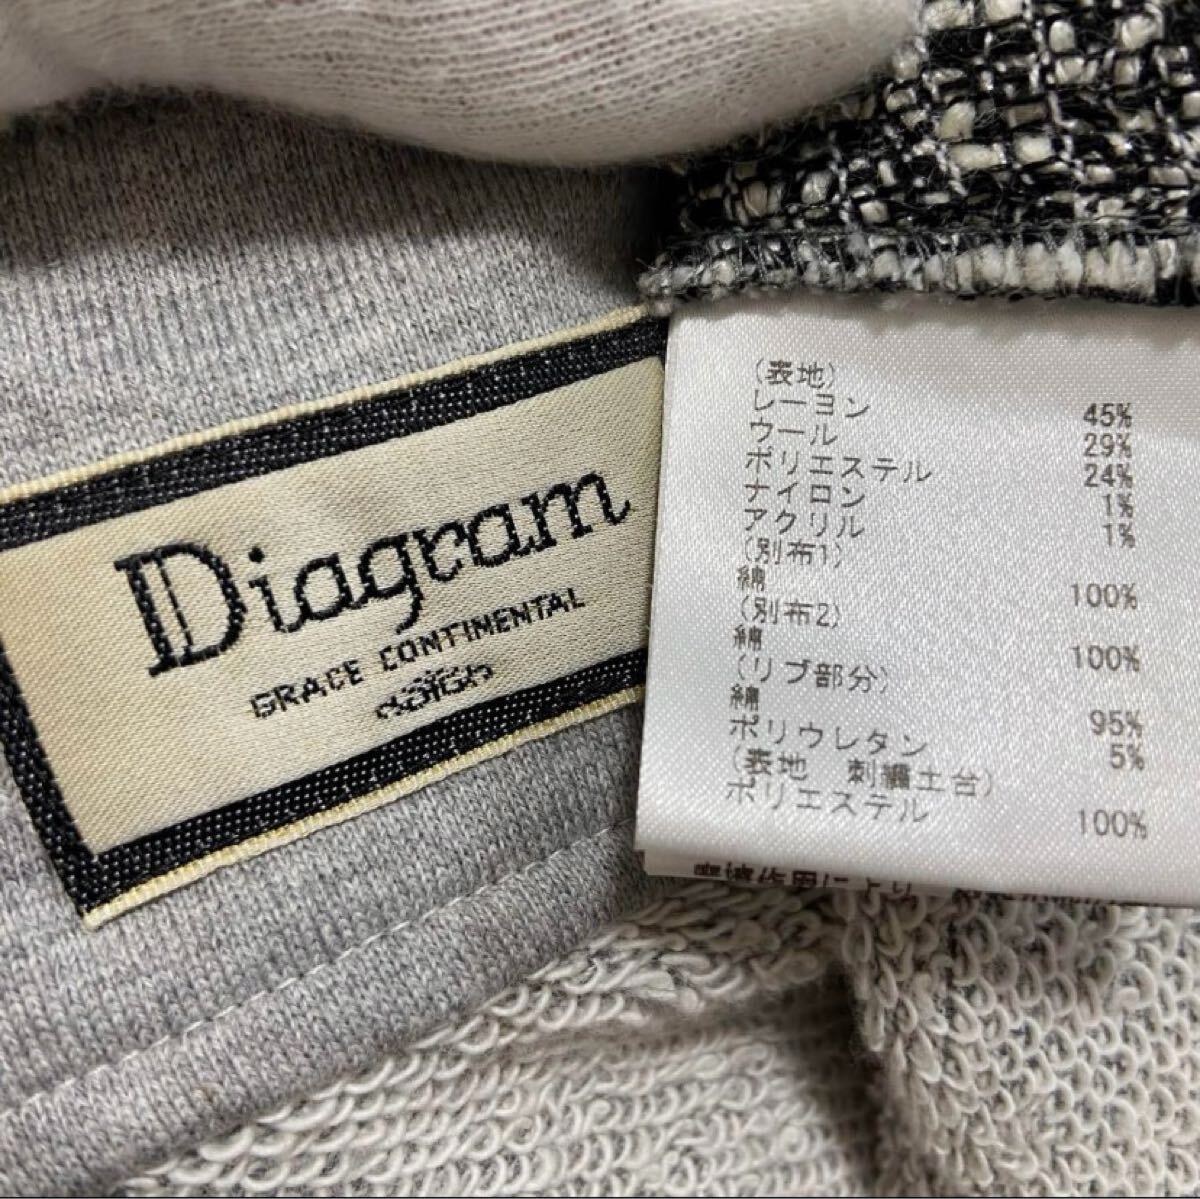 Diagram
GRACE CONTINENTAL
(表地)
レーヨン 45%
ウール 29%
ポリエステル 24%
ナイロン 1%
アクリル 1%
(別布1)
綿 100%
(別布2)
綿 100%
(リブ部分)
綿 95%
ポリウレタン 5%
(表地 刺繍土台)
ポリエステル 100%